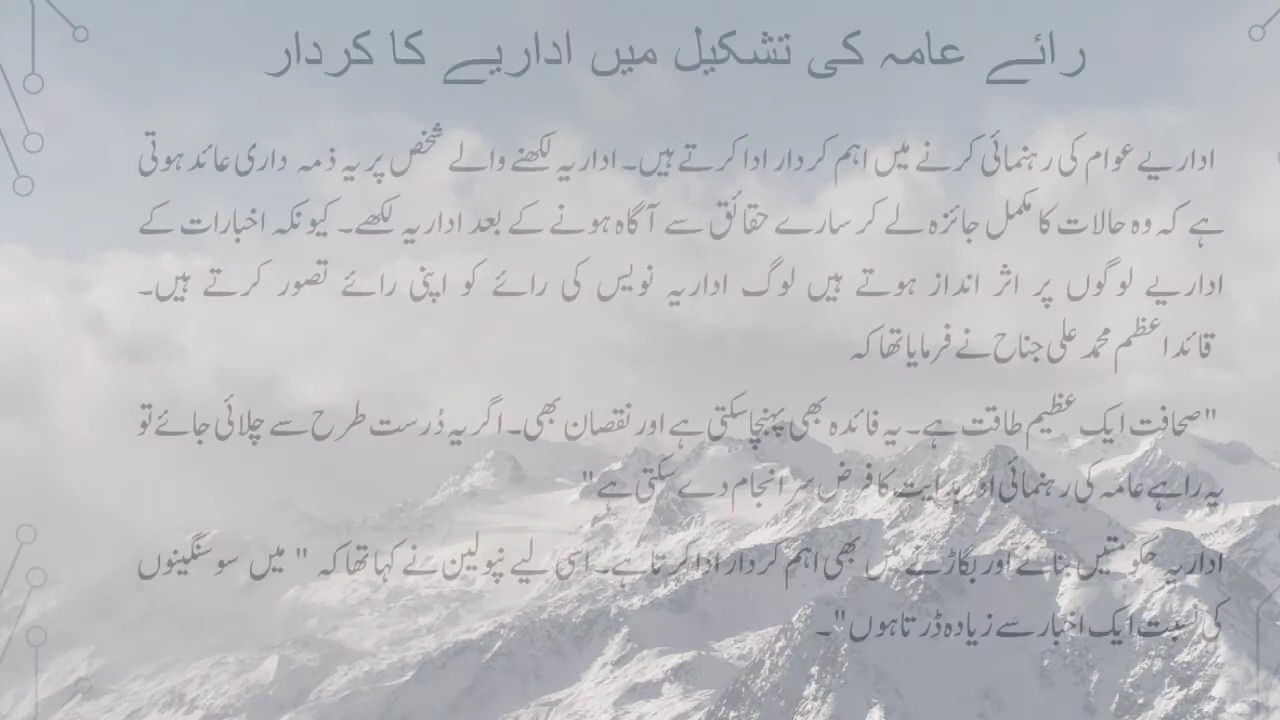 رائے عامہ کی تشکیل میں اداریے کا کردار
اداریے عوام کی رہنمائی کرنے میں اہم کردار ادا کرتے ہیں۔ اداریہ لکھنے والے شخص پر یہ ذمہ داری عائد ہوتی
ہے کہ وہ حالات کا مکمل جائزہ لے کر سارے حقائق سے آگاہ ہونے کے بعد اداریہ لکھے۔ کیونکہ اخبارات کے
اداریے لوگوں پر اثر انداز ہوتے ہیں لوگ اداریہ نویس کی رائے کو اپنی رائے تصور کرتے ہیں۔
قائداعظم محمد علی جناح نے فرمایا تھا کہ
"صحافت ایک عظیم طاقت ہے۔ یہ فائدہ بھی پہنچا سکتی ہے اور نقصان بھی۔ اگر یہ دُرست طرح سے چلائی جائے تو
یہ راہے عامہ کی رہنمائی اور ہدایت کا فرض سر انجام دے سکتی ہے"
اداریہ حکومتیں بنانے اور بگاڑنے میں بھی اہم کردار ادا کرتا ہے۔ اسی لیے نپولین نے کہا تھا کہ " میں سو سنگینوں
کی نسبت ایک اخبار سے زیادہ ڈرتا ہوں"۔